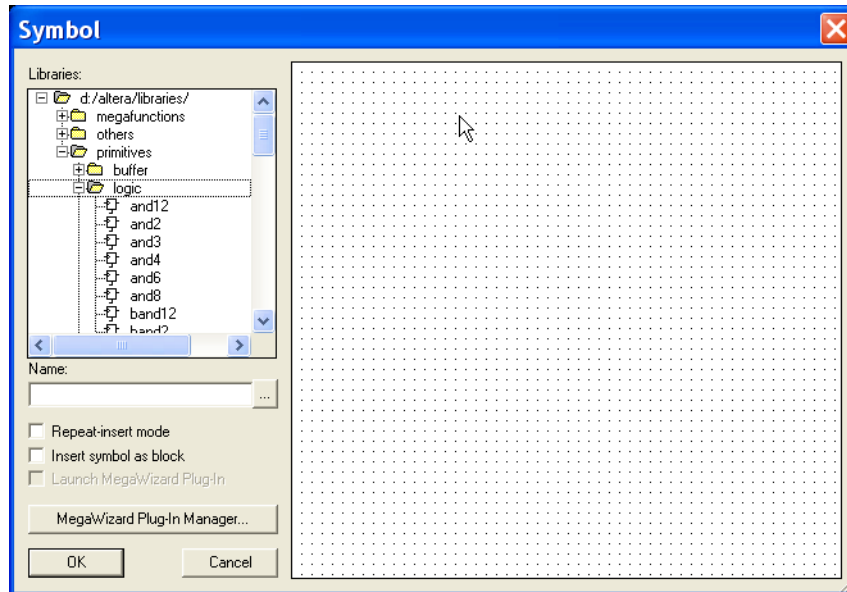 Symbol
Libraries:
d:/altera/libraries/
megafunctions
others
primitives
buffer
logic
and12
and2
and3
and4
and6
and8
band12
band2
Name:
...
Repeat-insert mode
Insert symbol as block
Launch MegaWizard Plug-In
MegaWizard Plug-In Manager...
OK
Cancel